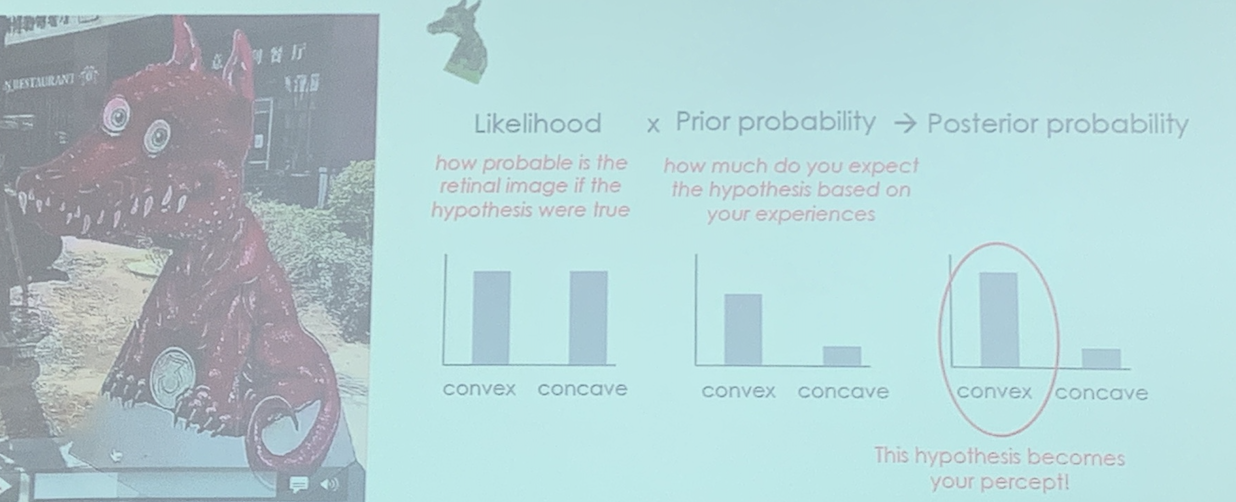 RESTAURANT
餐厅
Likelihood x Prior probability → Posterior probability
how probable is the
retinal image if the
hypothesis were true
how much do you expect
the hypothesis based on
your experiences
convex concave
convex concave
convex concave
This hypothesis becomes
your percept!